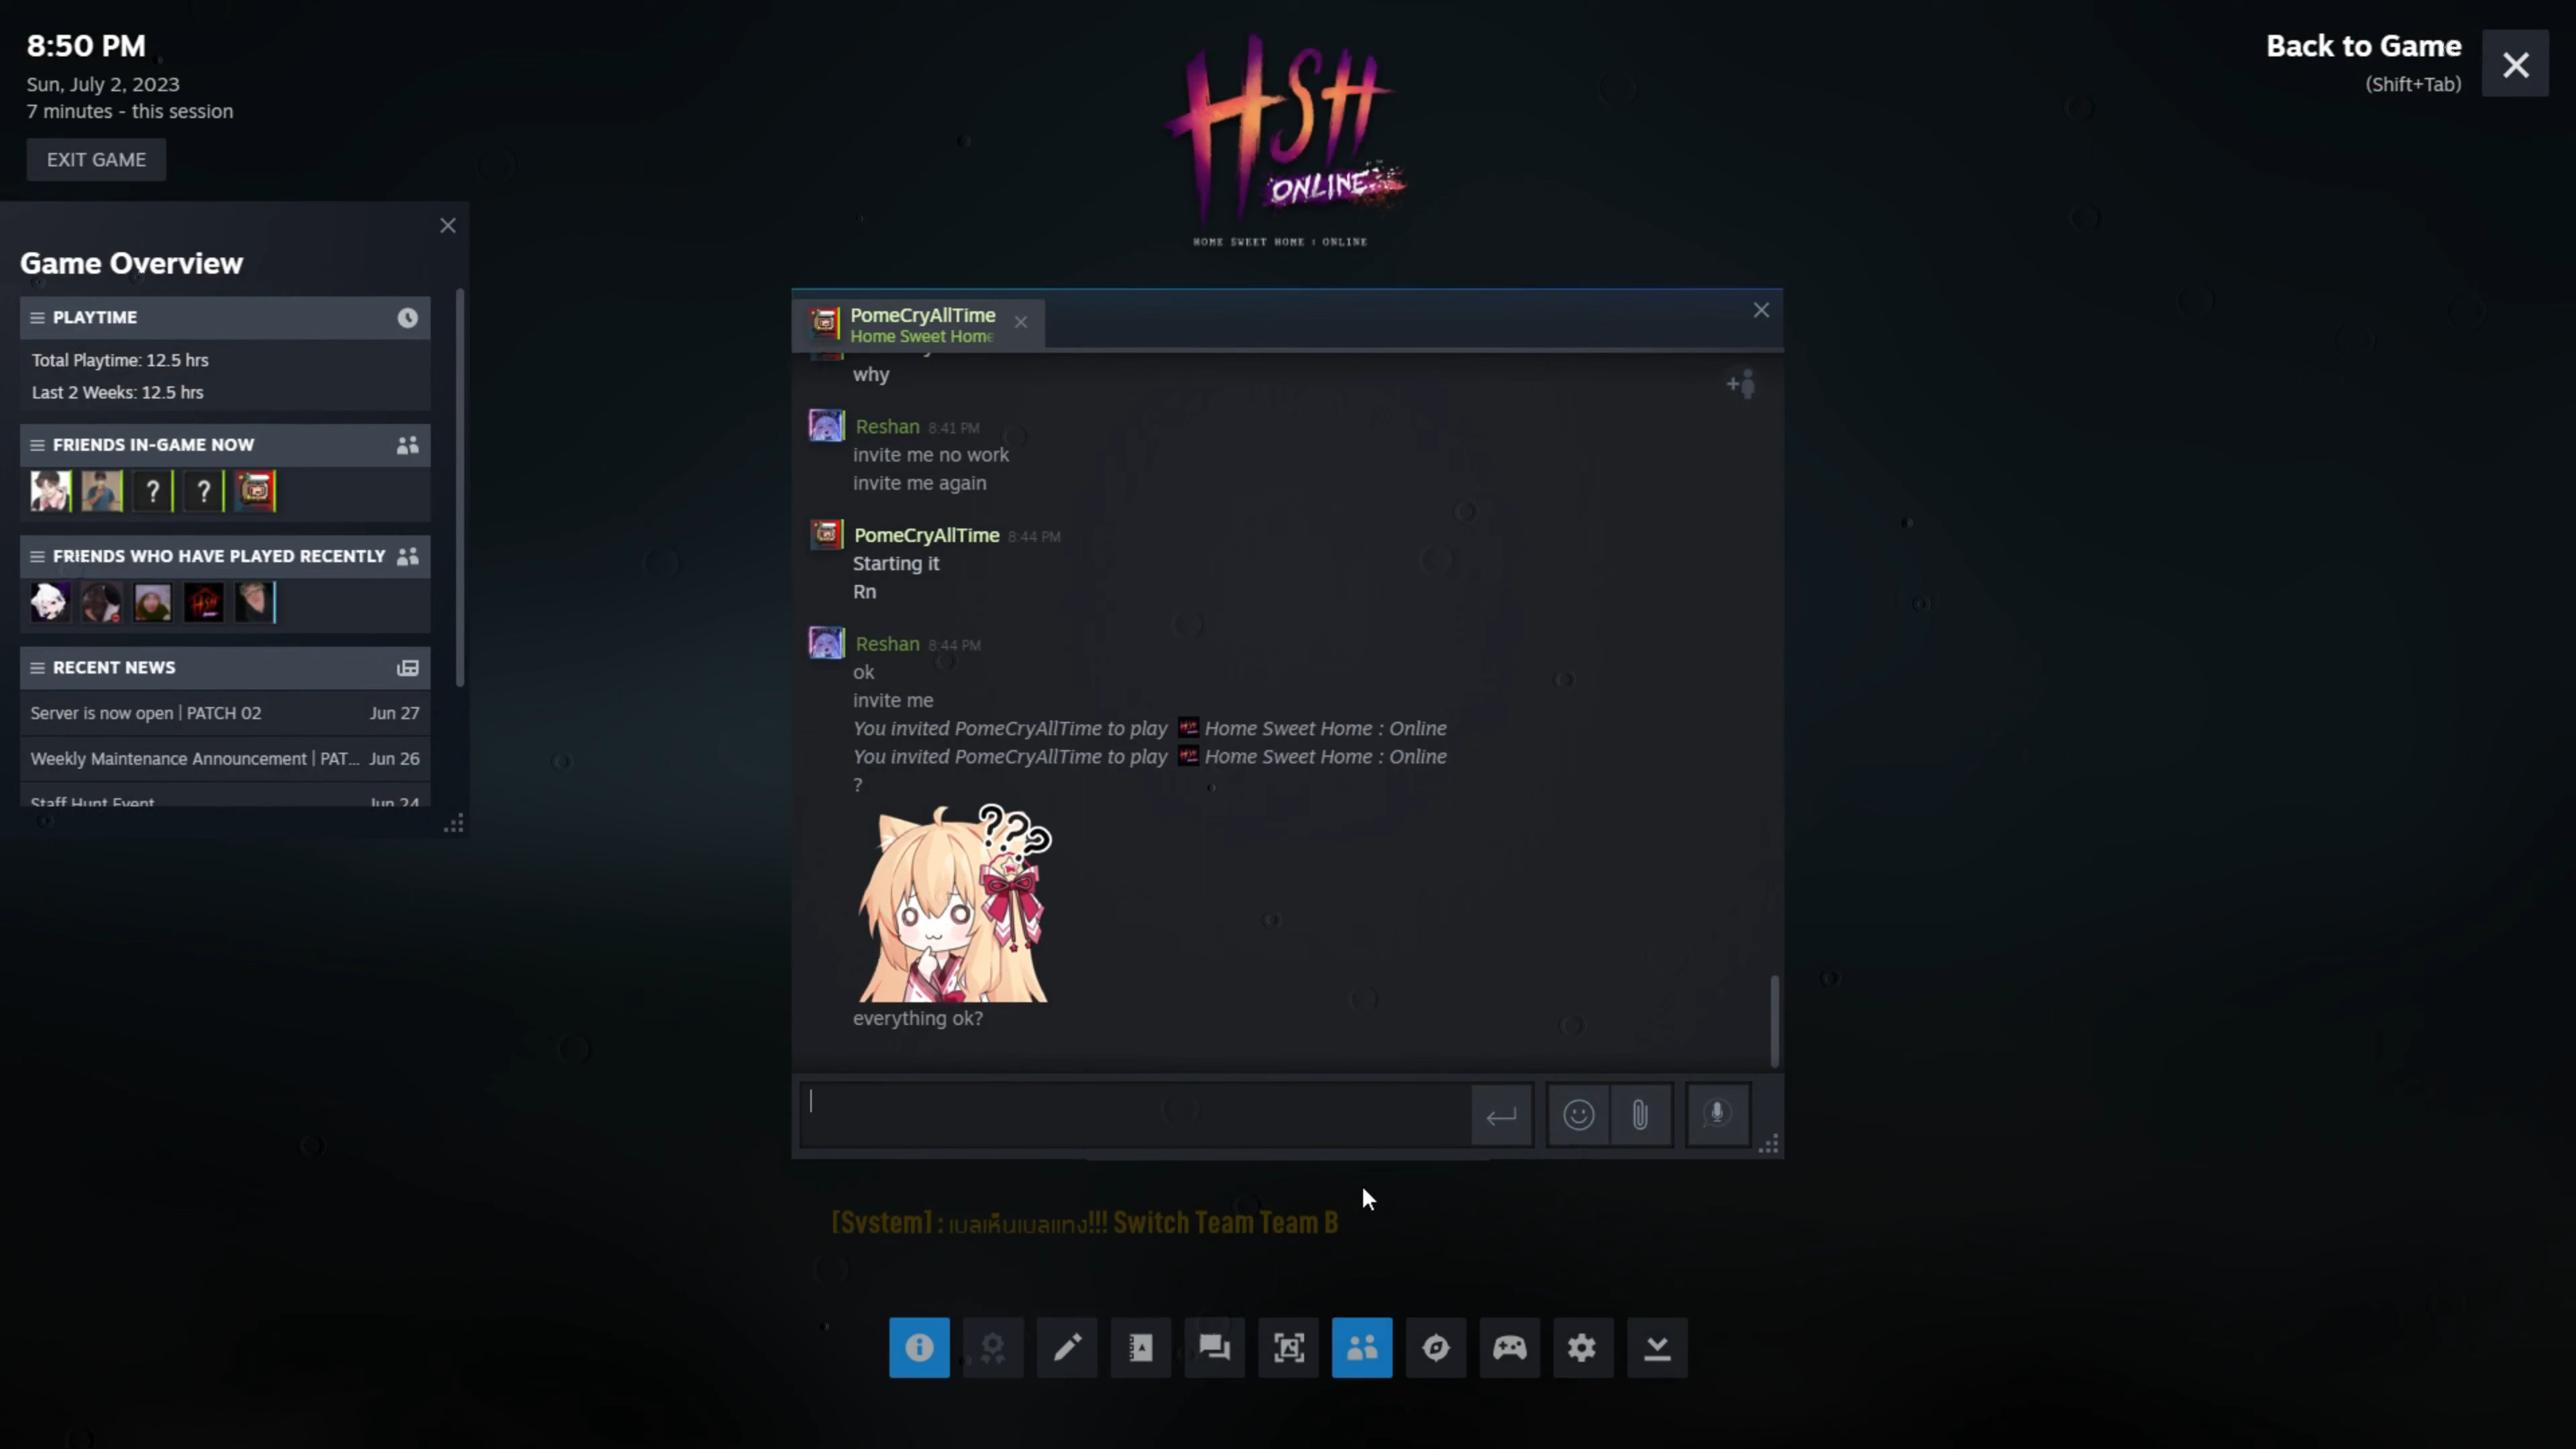 8:50 PM
Sun, July 2, 2023
7 minutes - this session
EXIT GAME
HSH
ONLINE
HOME SWEET HOME : ONLINE
Back to Game
(Shift+Tab)
Game Overview
PLAYTIME
Total Playtime: 12.5 hrs
Last 2 Weeks: 12.5 hrs
FRIENDS IN-GAME NOW
? ?
FRIENDS WHO HAVE PLAYED RECENTLY
RECENT NEWS
Server is now open | PATCH 02 Jun 27
Weekly Maintenance Announcement | PAT... Jun 26
Staff Hunt Event Jun 24
PomeCryAllTime
Home Sweet Home
why
Reshan 8:41 PM
invite me no work
invite me again
PomeCryAllTime 8:44 PM
Starting it
Rn
Reshan 8:44 PM
ok
invite me
You invited PomeCryAllTime to play Home Sweet Home : Online
You invited PomeCryAllTime to play Home Sweet Home : Online
?
???
everything ok?
[System] : เบลเห็นเบลแทง!!! Switch Team Team B